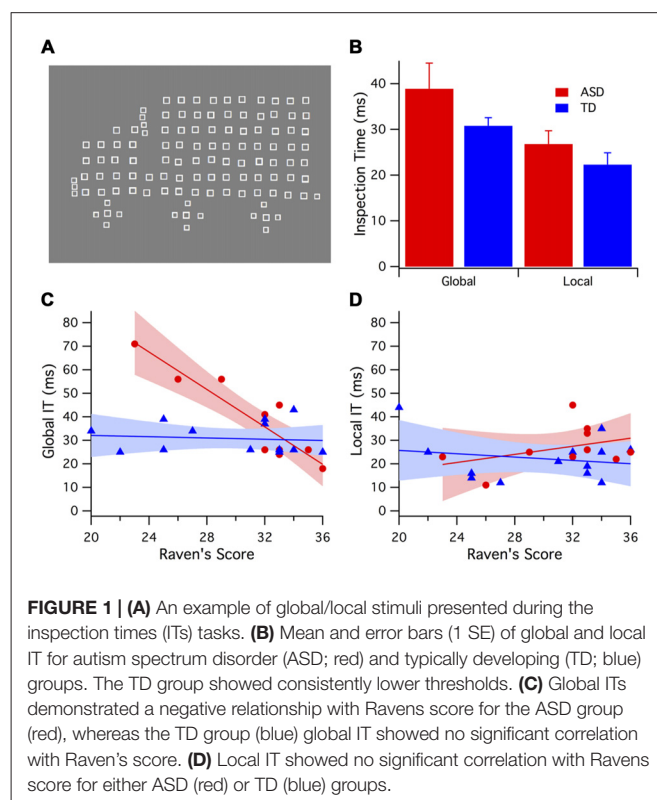 A
B
Inspection Time (ms)
40
30
20
10
0
ASD
TD
Global
Local
C
Global IT (ms)
80
70
60
50
40
30
20
10
0
20
24
28
32
36
Raven's Score
D
Local IT (ms)
80
70
60
50
40
30
20
10
0
20
24
28
32
36
Raven's Score
FIGURE 1 | (A) An example of global/local stimuli presented during the
inspection times (ITs) tasks. (B) Mean and error bars (1 SE) of global and local
IT for autism spectrum disorder (ASD; red) and typically developing (TD; blue)
groups. The TD group showed consistently lower thresholds. (C) Global ITs
demonstrated a negative relationship with Ravens score for the ASD group
(red), whereas the TD group (blue) global IT showed no significant correlation
with Raven's score. (D) Local IT showed no significant correlation with Ravens
score for either ASD (red) or TD (blue) groups.